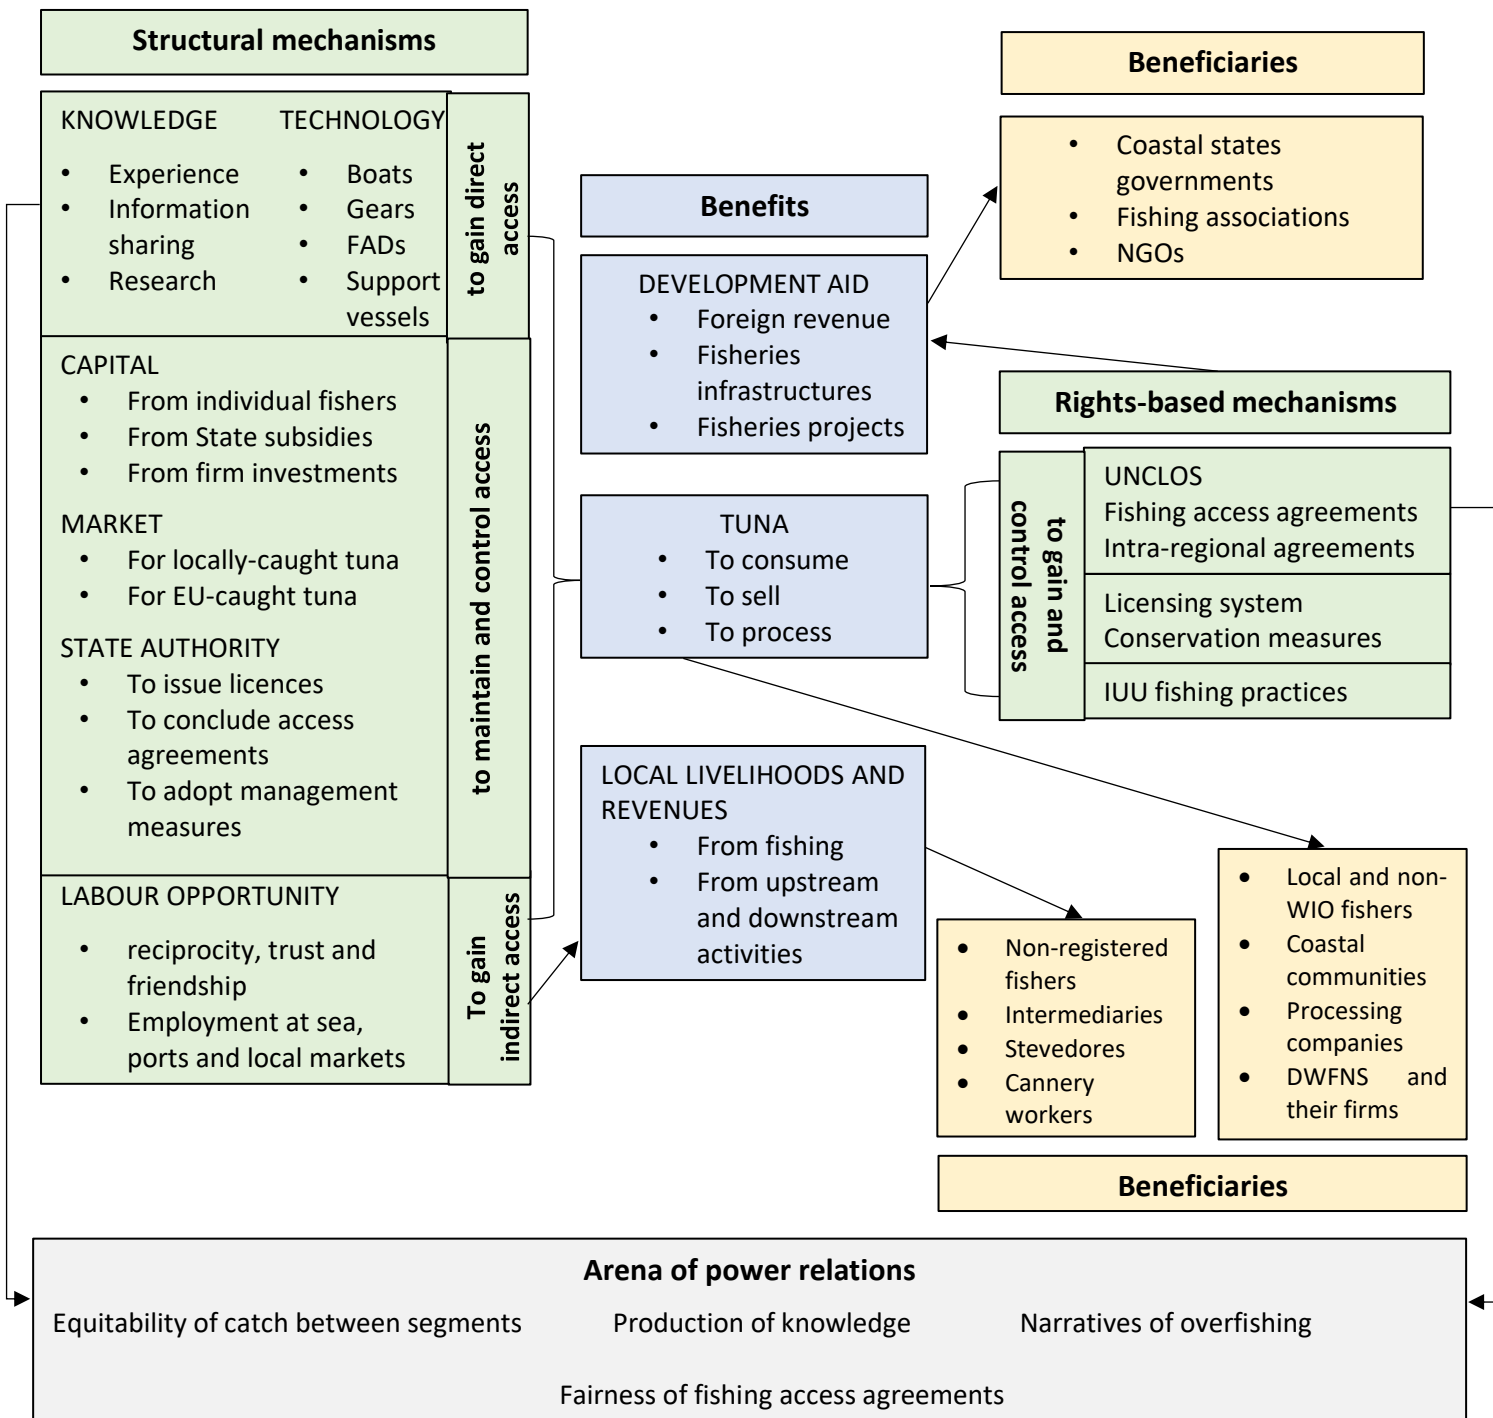 Structural mechanisms
KNOWLEDGE
• Experience
• Information
sharing
• Research
TECHNOLOGY
• Boats
• Gears
• FADs
• Support
vessels
to gain direct
access
CAPITAL
• From individual fishers
• From State subsidies
• From firm investments
MARKET
• For locally-caught tuna
• For EU-caught tuna
STATE AUTHORITY
• To issue licences
• To conclude access
agreements
• To adopt management
measures
to maintain and control access
LABOUR OPPORTUNITY
• reciprocity, trust and
friendship
• Employment at sea,
ports and local markets
To gain
indirect access
Benefits
DEVELOPMENT AID
• Foreign revenue
• Fisheries
infrastructures
• Fisheries projects
TUNA
• To consume
• To sell
• To process
LOCAL LIVELIHOODS AND
REVENUES
• From fishing
• From upstream
and downstream
activities
Beneficiaries
• Coastal states
governments
• Fishing associations
• NGOs
Rights-based mechanisms
to gain and
control access
UNCLOS
Fishing access agreements
Intra-regional agreements
Licensing system
Conservation measures
IUU fishing practices
• Non-registered
fishers
• Intermediaries
• Stevedores
• Cannery
workers
• Local and non-
WIO fishers
• Coastal
communities
• Processing
companies
• DWFNS and
their firms
Beneficiaries
Arena of power relations
Equitability of catch between segments
Production of knowledge
Narratives of overfishing
Fairness of fishing access agreements